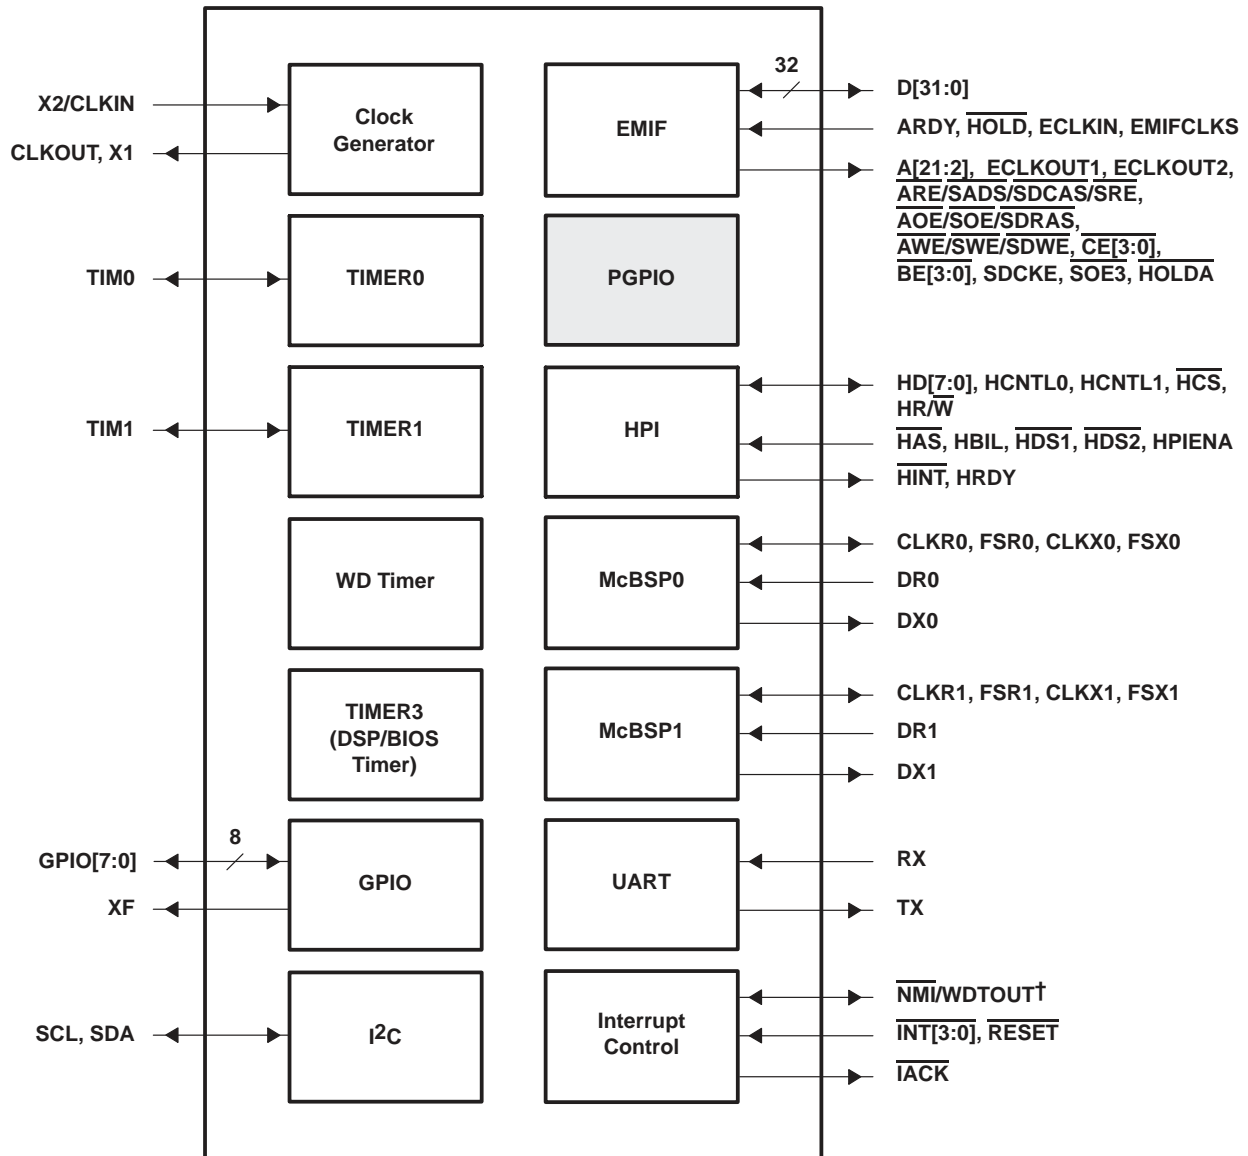 X2/CLKIN
CLKOUT, X1
Clock
Generator
EMIF
32
D[31:0]
ARDY, HOLD, ECLKIN, EMIFCLKS
A[21:2], ECLKOUT1, ECLKOUT2,
ARE/SADS/SDCAS/SRE,
AOE/SOE/SDRAS,
AWE/SWE/SDWE, CE[3:0],
BE[3:0], SDCKE, SOE3, HOLDA
TIM0
TIMER0
PGPIO
TIM1
TIMER1
HPI
HD[7:0], HCNTL0, HCNTL1, HCS,
HR/W
HAS, HBIL, HDS1, HDS2, HPIENA
HINT, HRDY
WD Timer
McBSP0
CLKR0, FSR0, CLKX0, FSX0
DR0
DX0
TIMER3
(DSP/BIOS
Timer)
McBSP1
CLKR1, FSR1, CLKX1, FSX1
DR1
DX1
GPIO[7:0]
8
XF
GPIO
UART
RX
TX
SCL, SDA
I2C
Interrupt
Control
NMI/WDTOUT†
INT[3:0], RESET
IACK